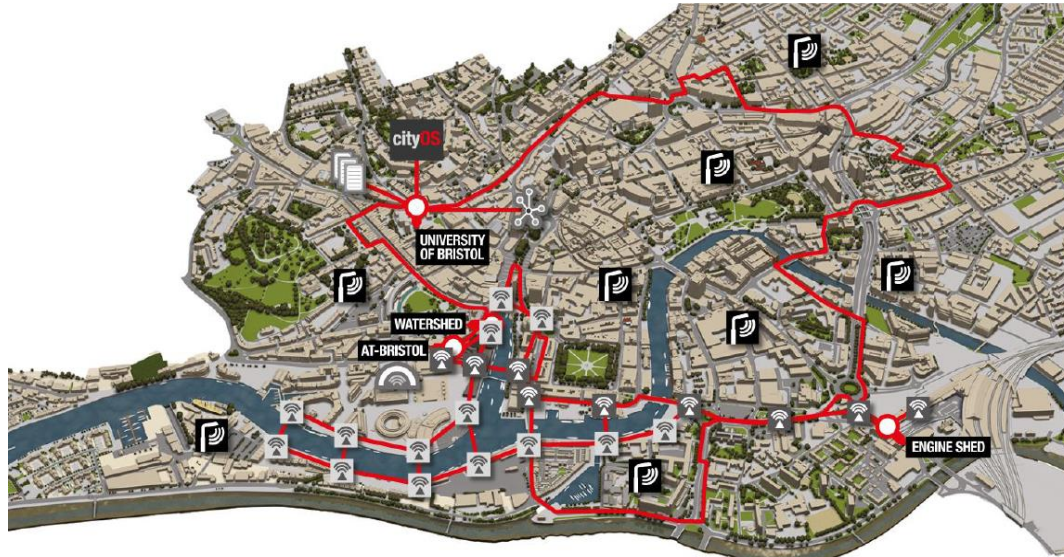 cityOS
UNIVERSITY
OF BRISTOL
WATERSHED
AT-BRISTOL
ENGINE SHED